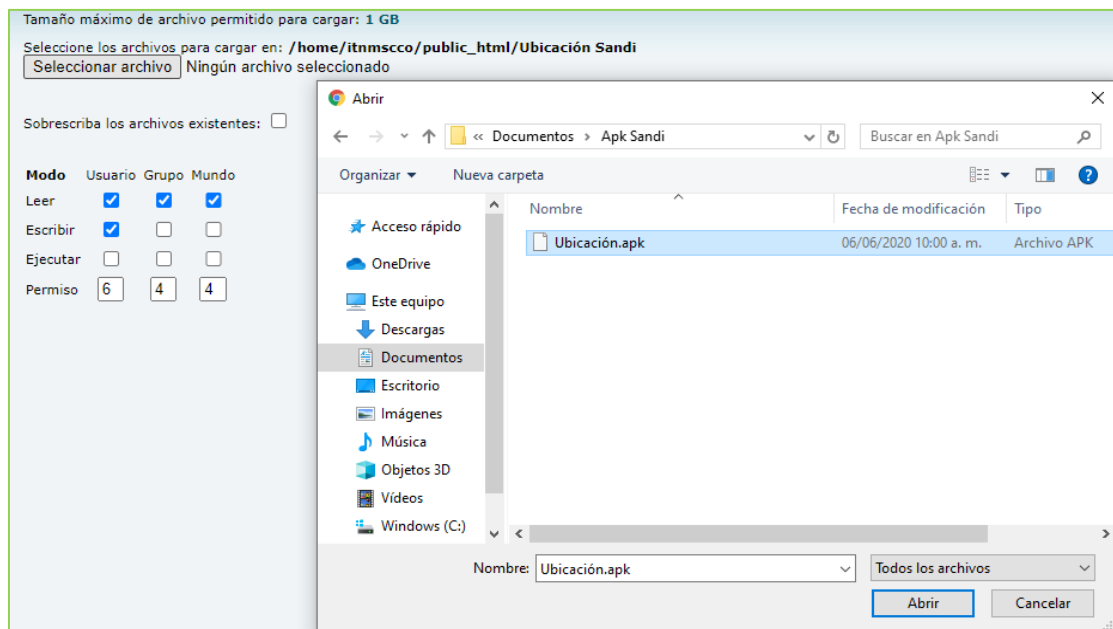 Tamaño máximo de archivo permitido para cargar: 1 GB
Seleccione los archivos para cargar en: /home/itnmscco/public_html/Ubicación Sandi
Seleccionar archivo Ningún archivo seleccionado
Sobrescriba los archivos existentes:
Modo Usuario Grupo Mundo
Leer
Escribir
Ejecutar
Permiso 6 4 4
Abrir
« Documentos › Apk Sandi
Buscar en Apk Sandi
Organizar
Nueva carpeta
Acceso rápido
OneDrive
Este equipo
Descargas
Documentos
Escritorio
Imágenes
Música
Objetos 3D
Vídeos
Windows (C:)
Nombre Fecha de modificación Tipo
Ubicación.apk 06/06/2020 10:00 a. m. Archivo APK
Nombre: Ubicación.apk
Todos los archivos
Abrir Cancelar